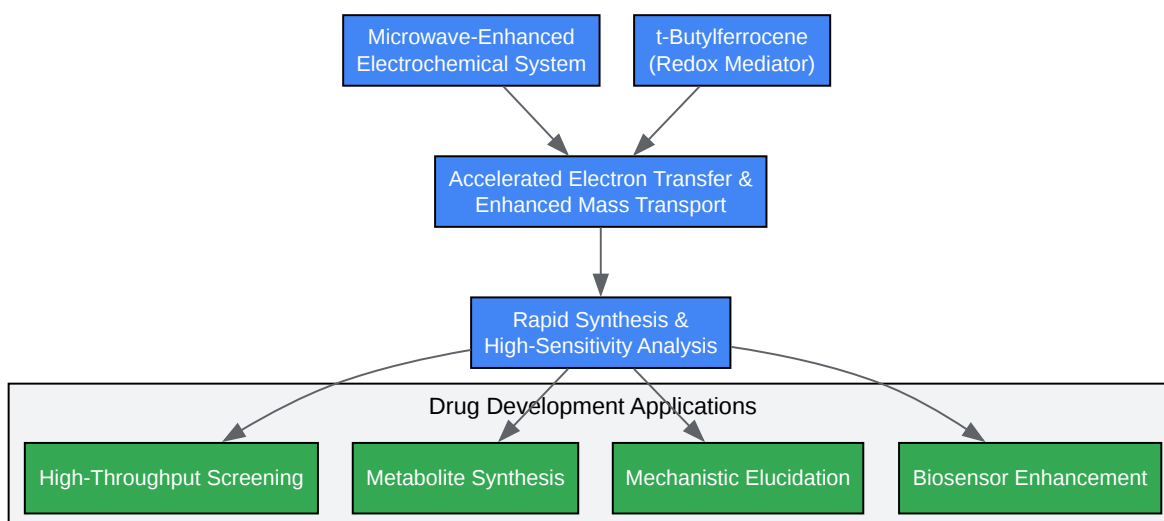 Microwave-Enhanced
Electrochemical System
t-Butylferrocene
(Redox Mediator)
Accelerated Electron Transfer &
Enhanced Mass Transport
Rapid Synthesis &
High-Sensitivity Analysis
Drug Development Applications
High-Throughput Screening
Metabolite Synthesis
Mechanistic Elucidation
Biosensor Enhancement